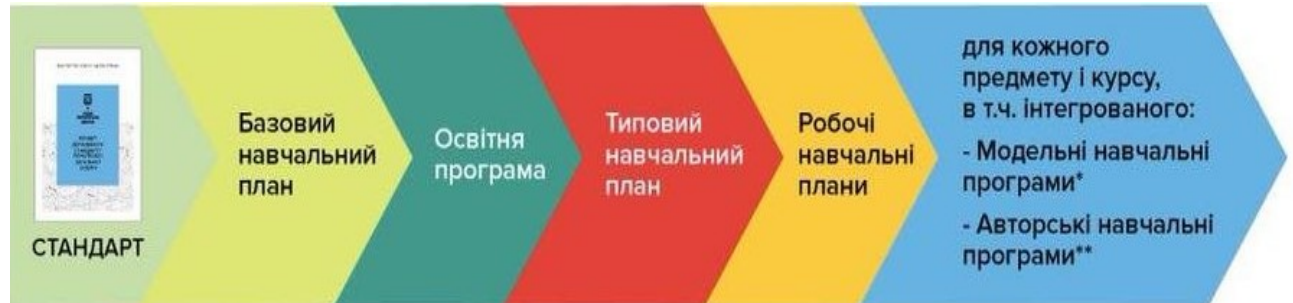 СТАНДАРТ
Базовий
навчальний
план
Освітня
програма
Типовий
навчальний
план
Робочі
навчальні
плани
для кожного
предмету і курсу,
в т.ч. інтегрованого:
- Модельні навчальні
програми*
- Авторські навчальні
програми**